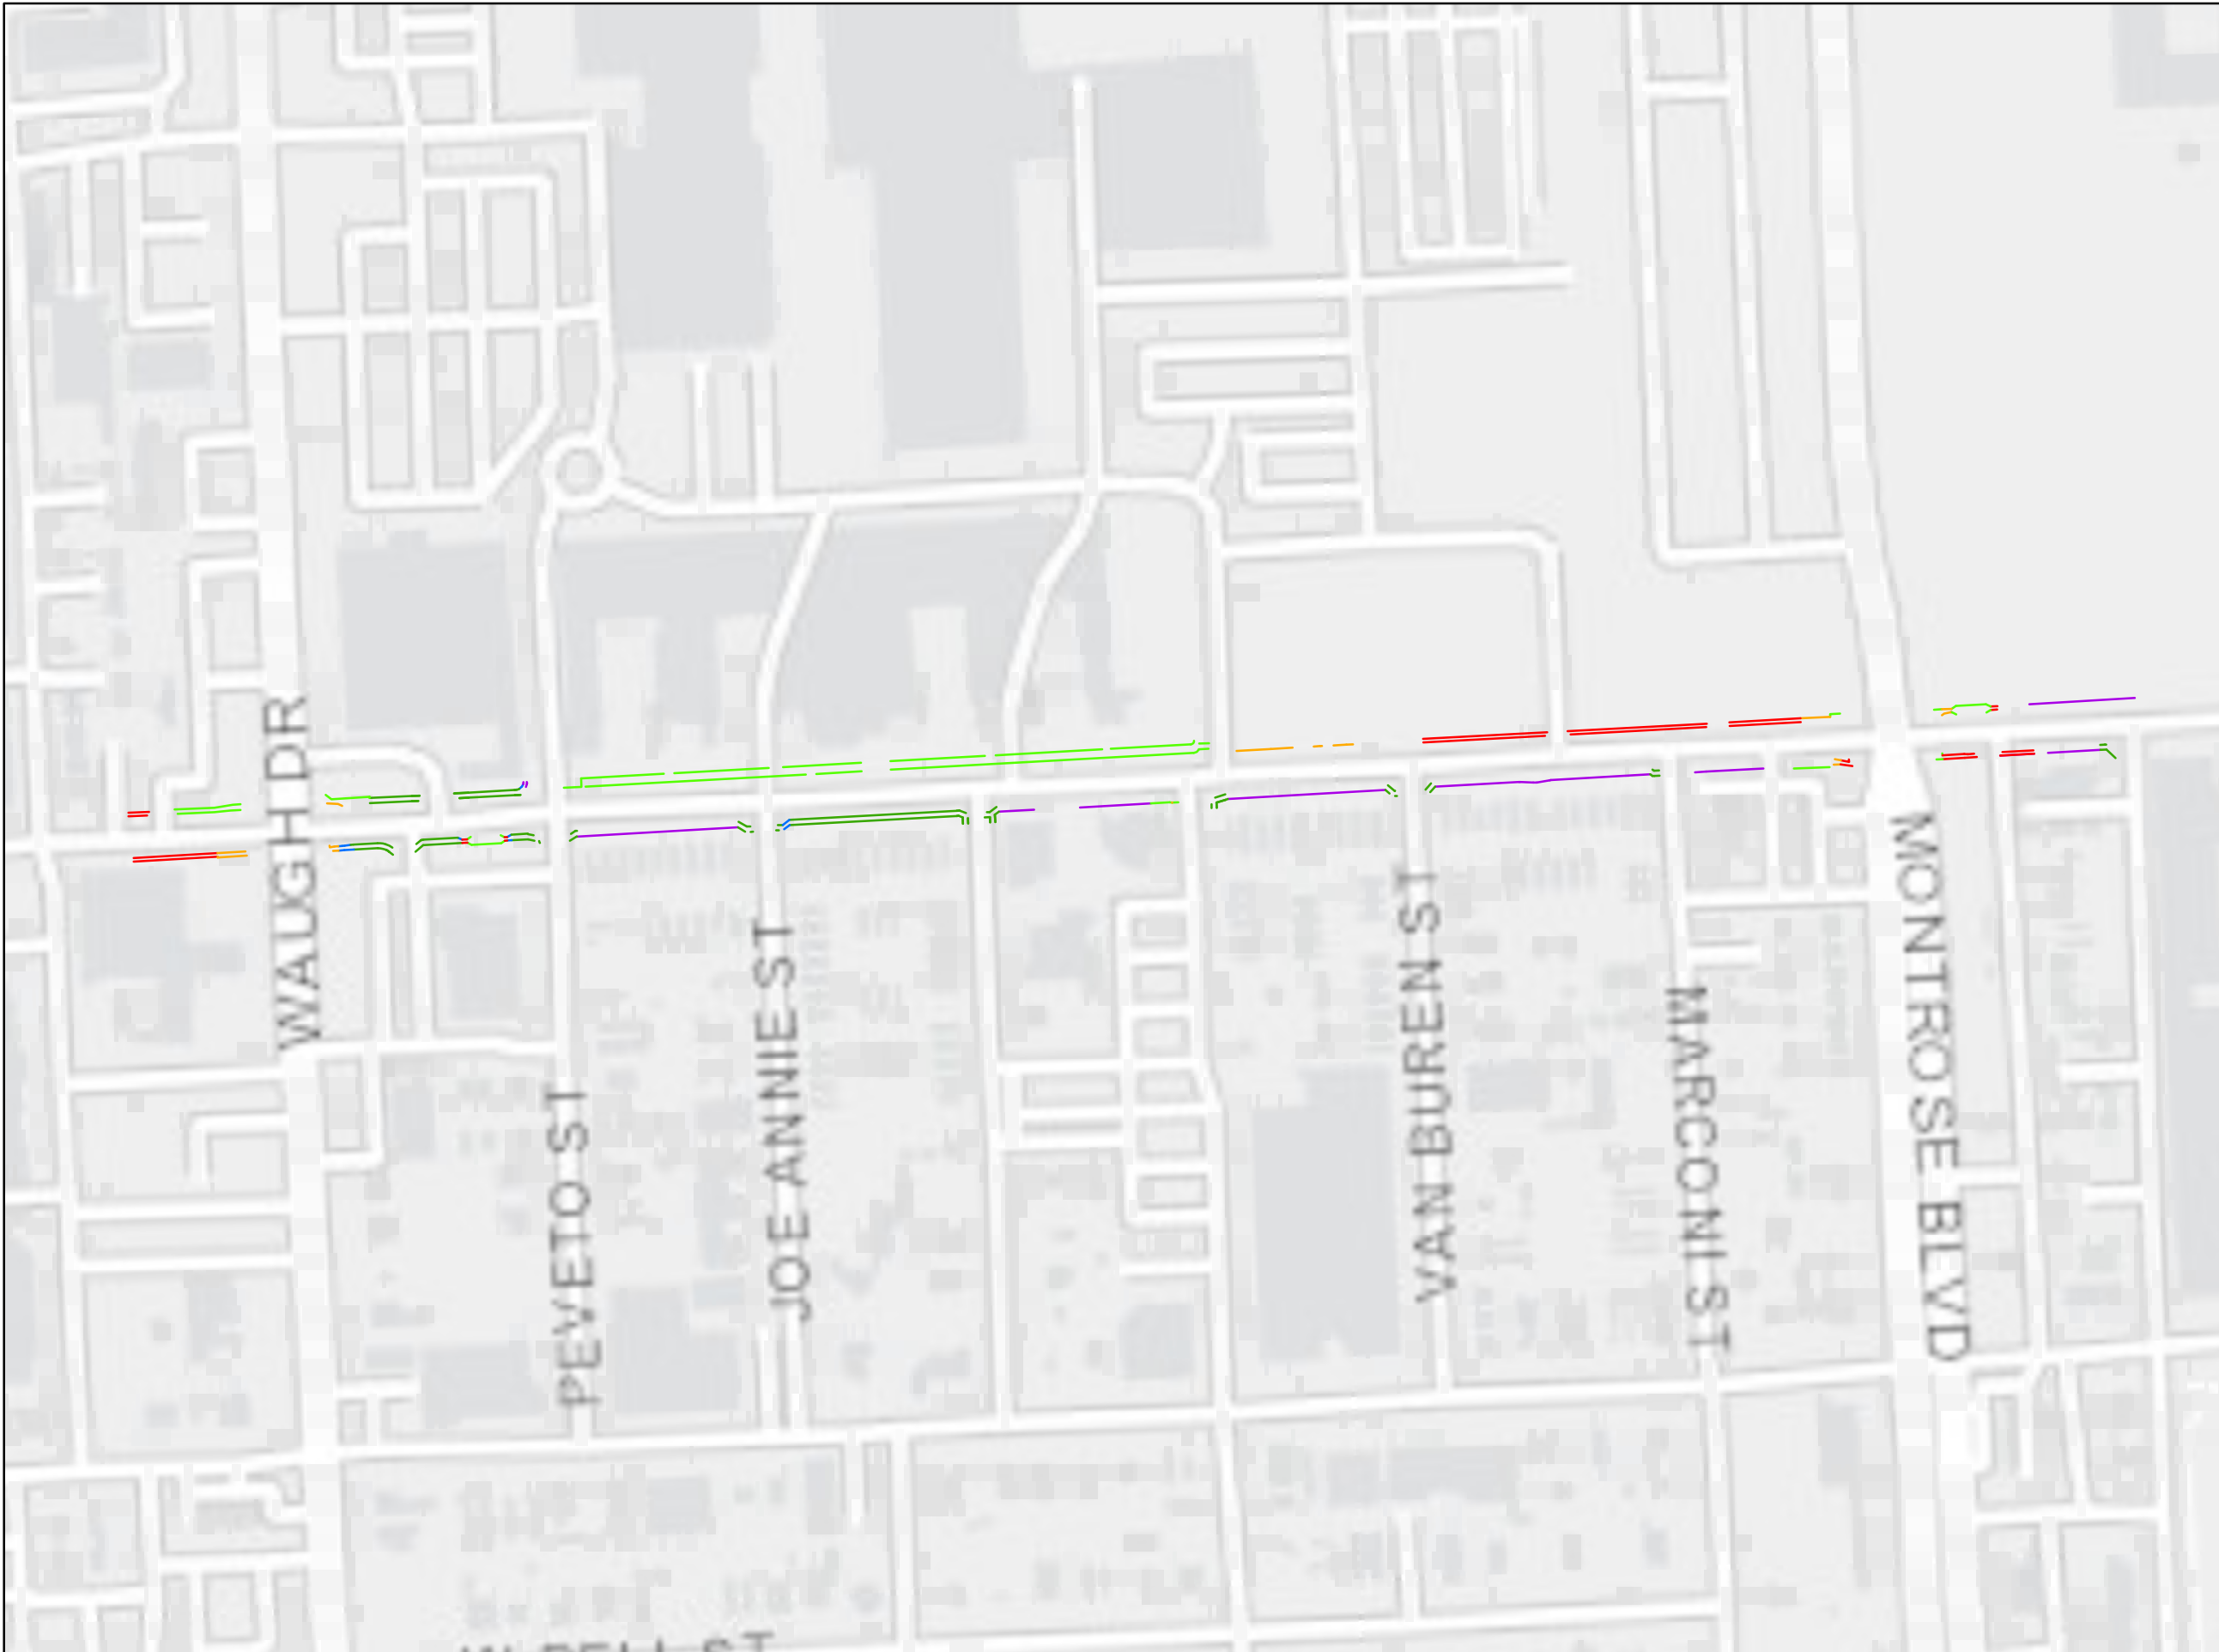 WAUGH DR
PEVETO ST
JOE ANNIE ST
VAN BUREN ST
MARCONI ST
MONTROSE BLVD